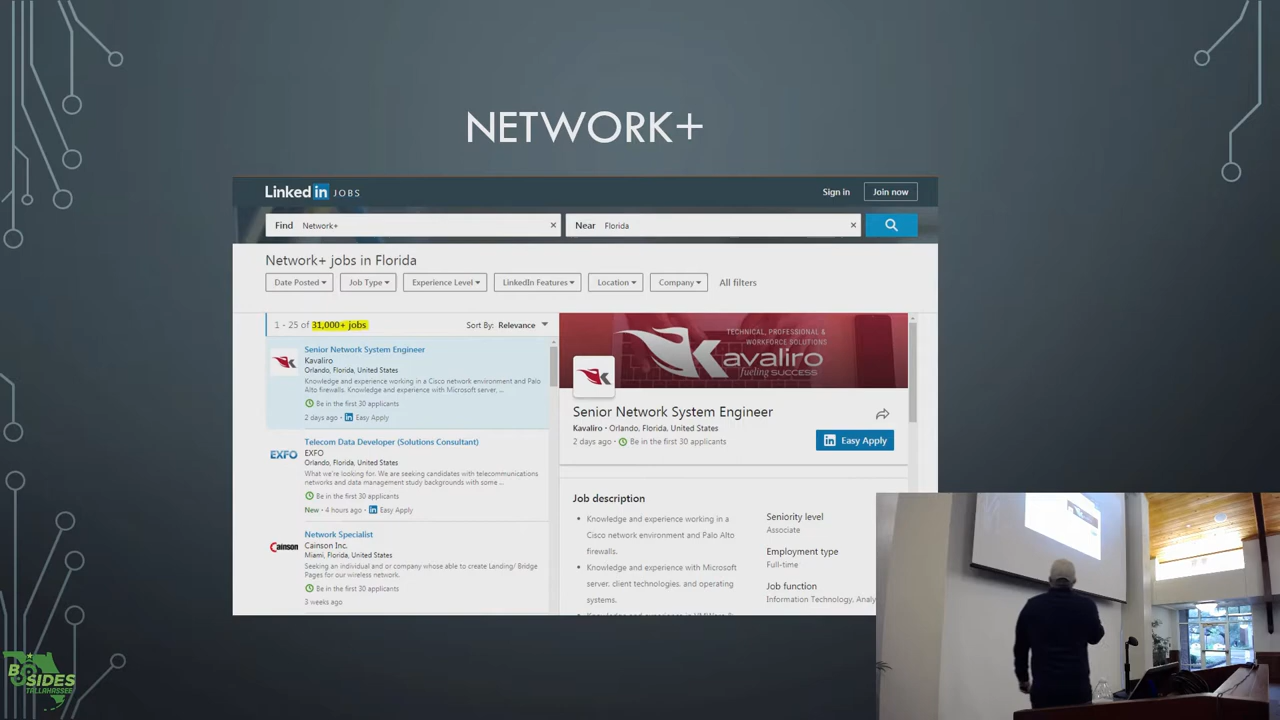 NETWORK+
Linked in JOBS
Sign in
Join now
Find Network+
Near Florida
Network+ jobs in Florida
Date Posted
Job Type
Experience Level
LinkedIn Features
Location
Company
All filters
1 - 25 of 31,000+ jobs
Sort By: Relevance
Senior Network System Engineer
Kavaliro
Orlando, Florida, United States
Knowledge and experience working in a Cisco network environment and Palo
Alto firewalls. Knowledge and experience with Microsoft server, ...
Be in the first 30 applicants
2 days ago • in Easy Apply
Telecom Data Developer (Solutions Consultant)
EXFO
EXFO
Orlando, Florida, United States
What we're looking for. We are seeking candidates with telecommunications
networks and data management study backgrounds with some ...
Be in the first 30 applicants
New • 4 hours ago • in Easy Apply
Network Specialist
Cainson
Cainson Inc.
Miami, Florida, United States
Seeking an individual and or company whose able to create Landing/ Bridge
Pages for our wireless network.
Be in the first 30 applicants
3 weeks ago
TECHNICAL, PROFESSIONAL &
WORKFORCE SOLUTIONS
Kavaliro
fueling SUCCESS
Senior Network System Engineer
Kavaliro • Orlando, Florida, United States
2 days ago • Be in the first 30 applicants
in Easy Apply
Job description
Knowledge and experience working in a
Cisco network environment and Palo Alto
firewalls.
Knowledge and experience with Microsoft
server, client technologies, and operating
systems.
Seniority level
Associate
Employment type
Full-time
Job function
Information Technology, Analy
BSIDES
TALLAHASSEE